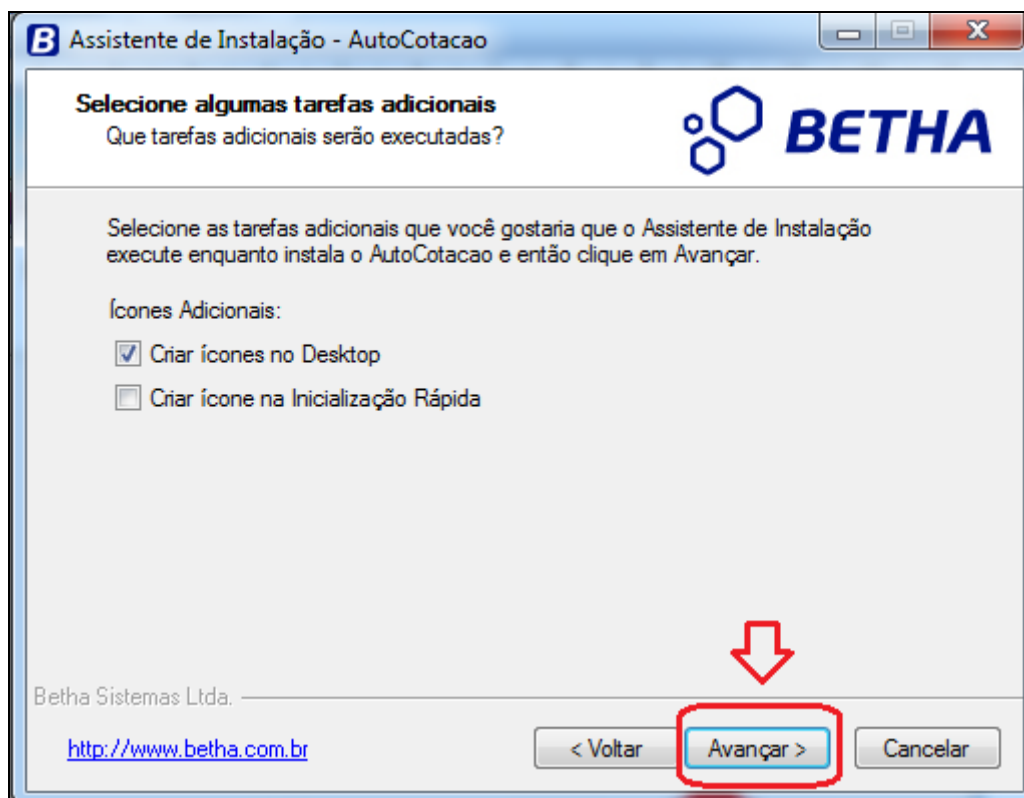 B Assistente de Instalação - AutoCotacao
Selecione algumas tarefas adicionais
Que tarefas adicionais serão executadas?
BETHA
Selecione as tarefas adicionais que você gostaria que o Assistente de Instalação
execute enquanto instala o AutoCotacao e então clique em Avançar.
Ícones Adicionais:
Criar ícones no Desktop
Criar ícone na Inicialização Rápida
Betha Sistemas Ltda.
http://www.betha.com.br
< Voltar
Avançar >
Cancelar